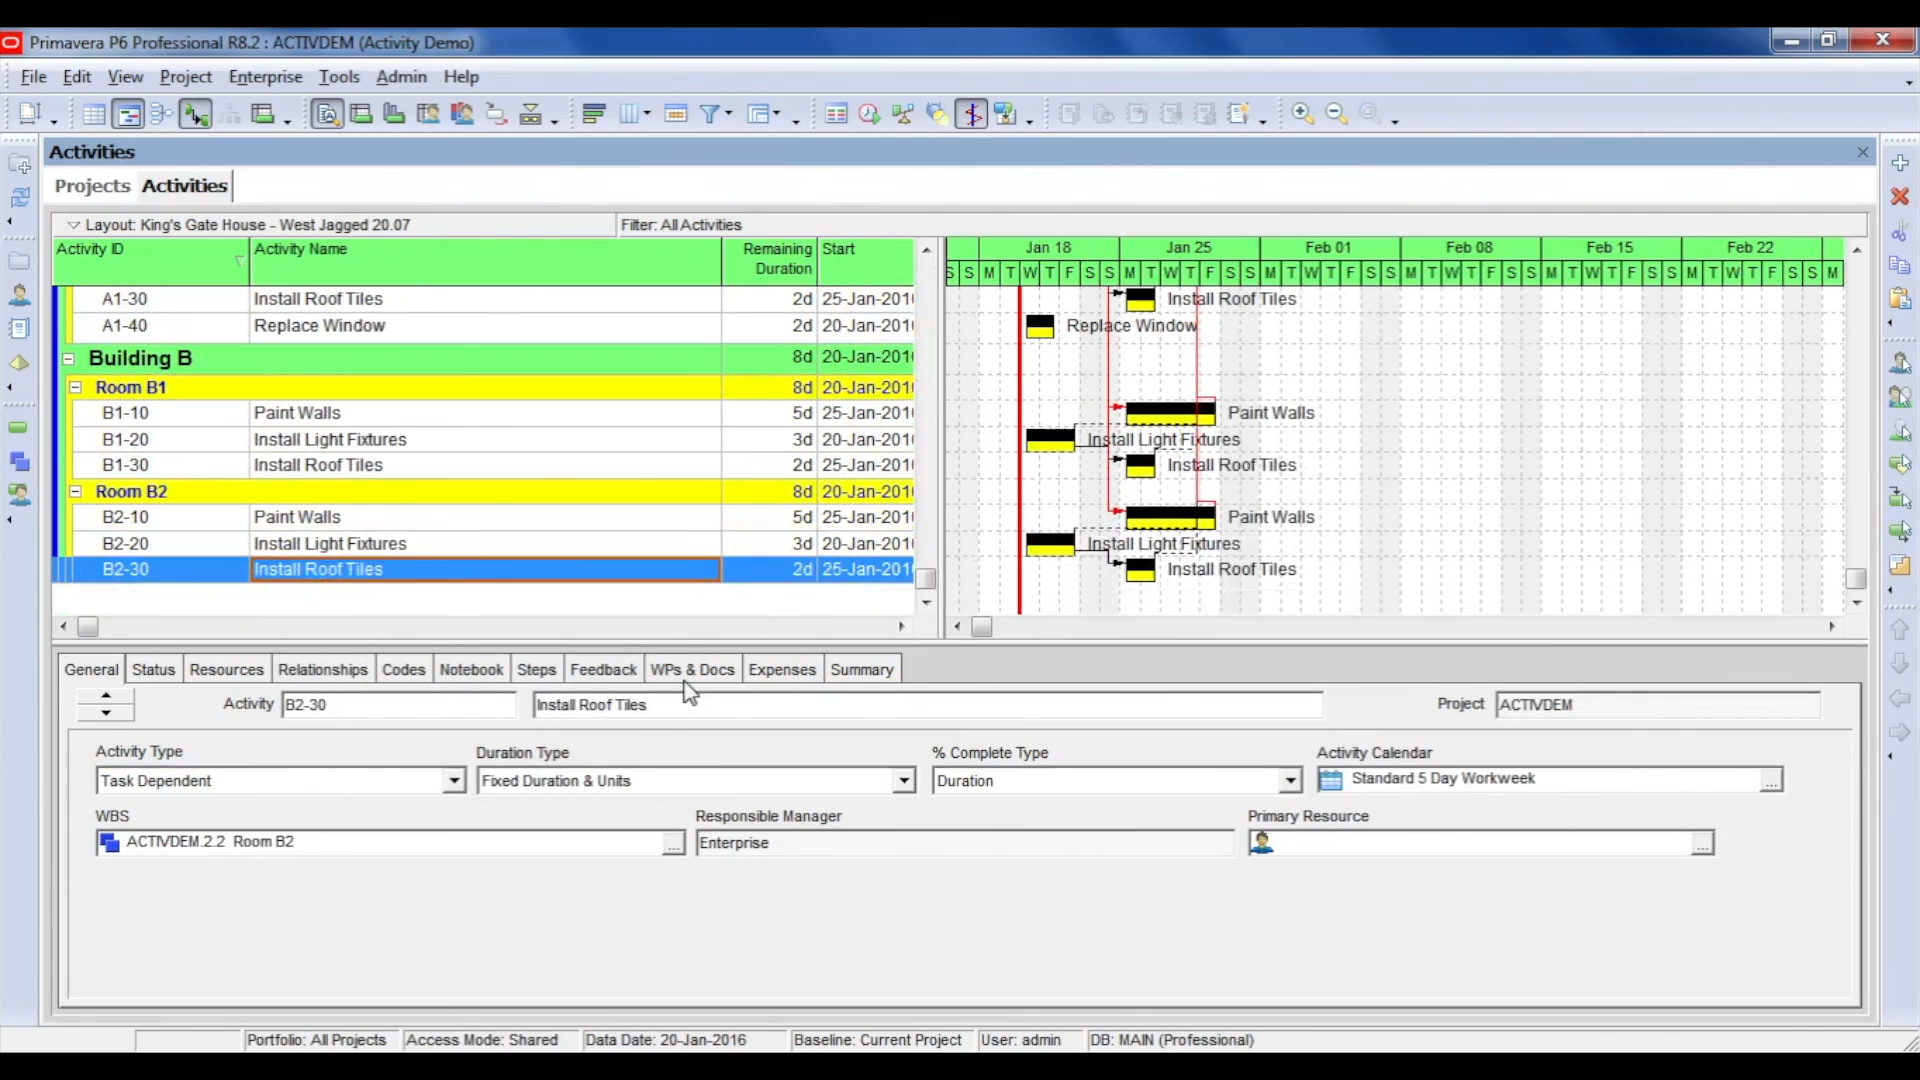 Primavera P6 Professional R8.2 : ACTIVDEM (Activity Demo)
File Edit View Project Enterprise Tools Admin Help
Activities
Projects Activities
Layout: King's Gate House - West Jagged 20.07 Filter: All Activities
Activity ID Activity Name Remaining Duration Start
Jan 18 Jan 25 Feb 01 Feb 08 Feb 15 Feb 22
S S M T W T F S S M T W T F S S M T W T F S S M T W T F S S M T W T F S S M T W T F S S M
A1-30 Install Roof Tiles 2d 25-Jan-201 Install Roof Tiles
A1-40 Replace Window 2d 20-Jan-201 Replace Window
Building B 8d 20-Jan-201
Room B1 8d 20-Jan-201
B1-10 Paint Walls 5d 25-Jan-201 Paint Walls
B1-20 Install Light Fixtures 3d 20-Jan-201 Install Light Fixtures
B1-30 Install Roof Tiles 2d 25-Jan-201 Install Roof Tiles
Room B2 8d 20-Jan-201
B2-10 Paint Walls 5d 25-Jan-201 Paint Walls
B2-20 Install Light Fixtures 3d 20-Jan-201 Install Light Fixtures
B2-30 Install Roof Tiles 2d 25-Jan-201 Install Roof Tiles
General Status Resources Relationships Codes Notebook Steps Feedback WPs & Docs Expenses Summary
Activity B2-30 Install Roof Tiles Project ACTIVDEM
Activity Type Duration Type % Complete Type Activity Calendar
Task Dependent Fixed Duration & Units Duration Standard 5 Day Workweek ...
WBS Responsible Manager Primary Resource
ACTIVDEM.2.2 Room B2 ... Enterprise ...
Portfolio: All Projects Access Mode: Shared Data Date: 20-Jan-2016 Baseline: Current Project User: admin DB: MAIN (Professional)